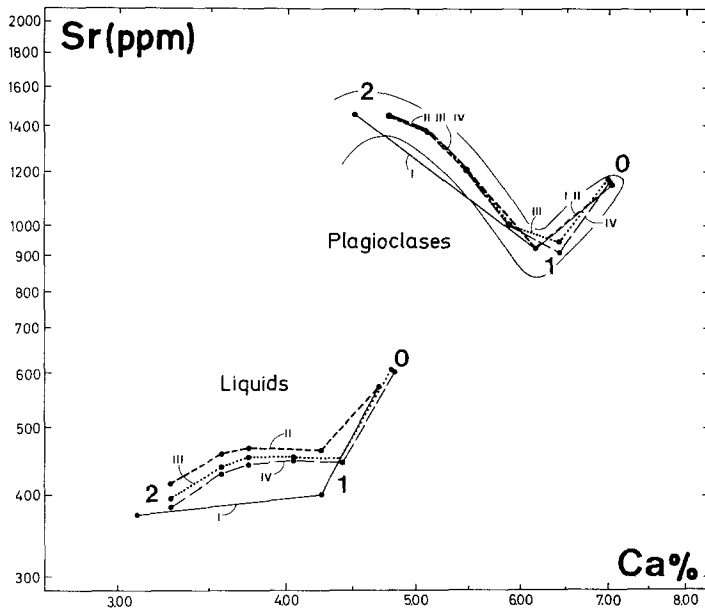 Sr(ppm)
2000
1800
1600
1400
1200
1000
900
800
700
600
500
400
300
2
II III IV
I
0
III
I II
IV
1
Plagioclases
Liquids
0
II
III
IV
2
1
I
Ca%
3.00
4.00
5.00
6.00
7.00
8.00